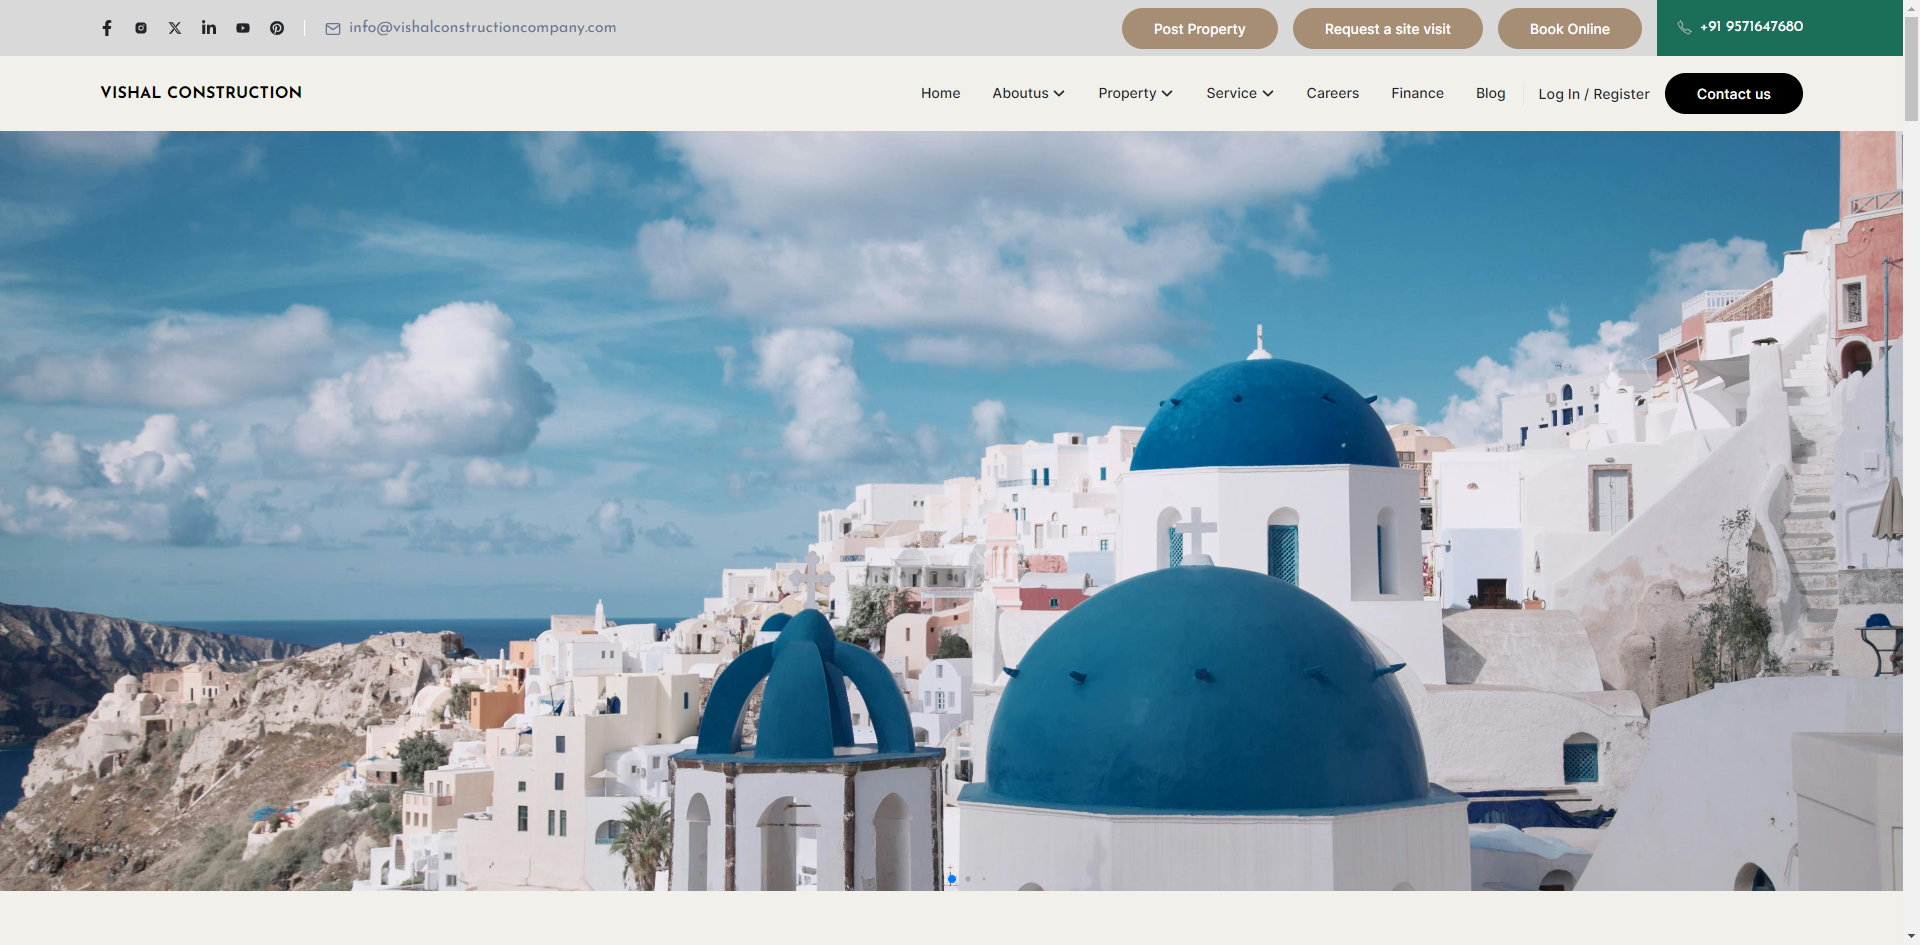 info@vishalconstructioncompany.com
Post Property
Request a site visit
Book Online
+91 9571647680
VISHAL CONSTRUCTION
Home
Aboutus
Property
Service
Careers
Finance
Blog
Log In / Register
Contact us